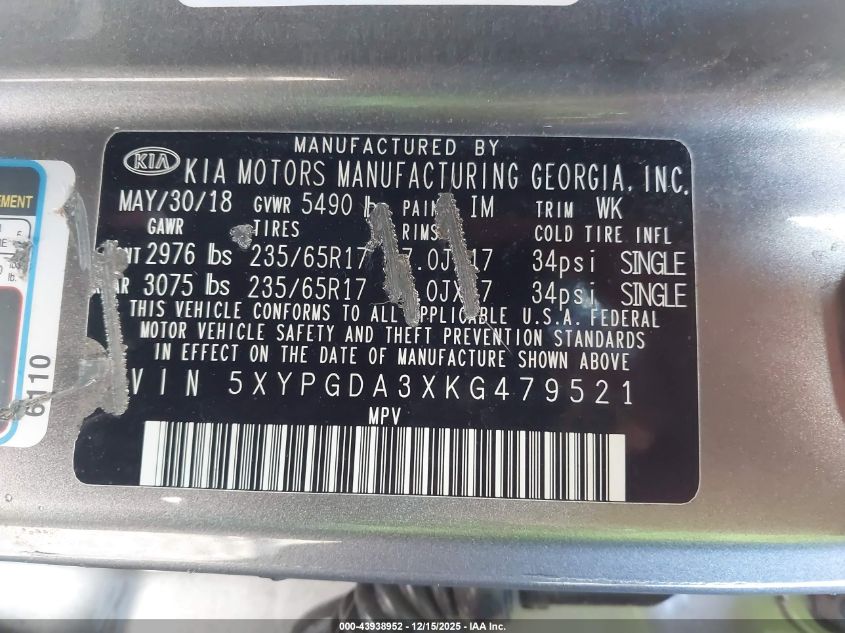 MANUFACTURED BY
KIA KIA MOTORS MANUFACTURING GEORGIA, INC.
MAY/30/18 GVWR 5490 IM TRIM WK
GAWR TIRES RIMS COLD TIRE INFL
2976 lbs 235/65R17 34psi SINGLE
3075 lbs 235/65R17 34psi SINGLE
THIS VEHICLE CONFORMS TO ALL APPLICABLE U.S.A. FEDERAL
MOTOR VEHICLE SAFETY AND THEFT PREVENTION STANDARDS
IN EFFECT ON THE DATE OF MANUFACTURE SHOWN ABOVE
VIN 5XYPGDA3XKG479521
MPV
000-43938952 - 12/15/2025 - © IAA Holdings, LLC